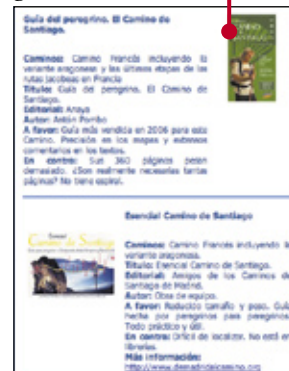 Guía del peregrino. El Camino de
Santiago.
Caminos: Camino Francés incluyendo la
variante aragonesa y las últimas etapas de las
rutas jacobeas en Francia
Título: Guía del peregrino. El Camino de
Santiago.
Editorial: Anaya
Autor: Antón Pombo
A favor: Guía más vendida en 2006 para este
Camino. Precisión en los mapas y extensos
comentarios en los textos.
En contra: Sus 360 páginas pesan
demasiado. ¿Son realmente necesarias tantas
páginas? No tiene espiral.
Esencial Camino de Santiago
Camino de Santiago
Caminos: Camino Francés incluyendo la
variante aragonesa.
Título: Esencial Camino de Santiago.
Editorial: Amigos de los Caminos de
Santiago de Madrid.
Autor: Obra de equipo.
A favor: Reducido tamaño y peso. Guía
hecha por peregrinos para peregrinos.
Todo práctico y útil.
En contra: Difícil de localizar. No está en
librerías.
Más información:
http://www.demadridalcamino.org